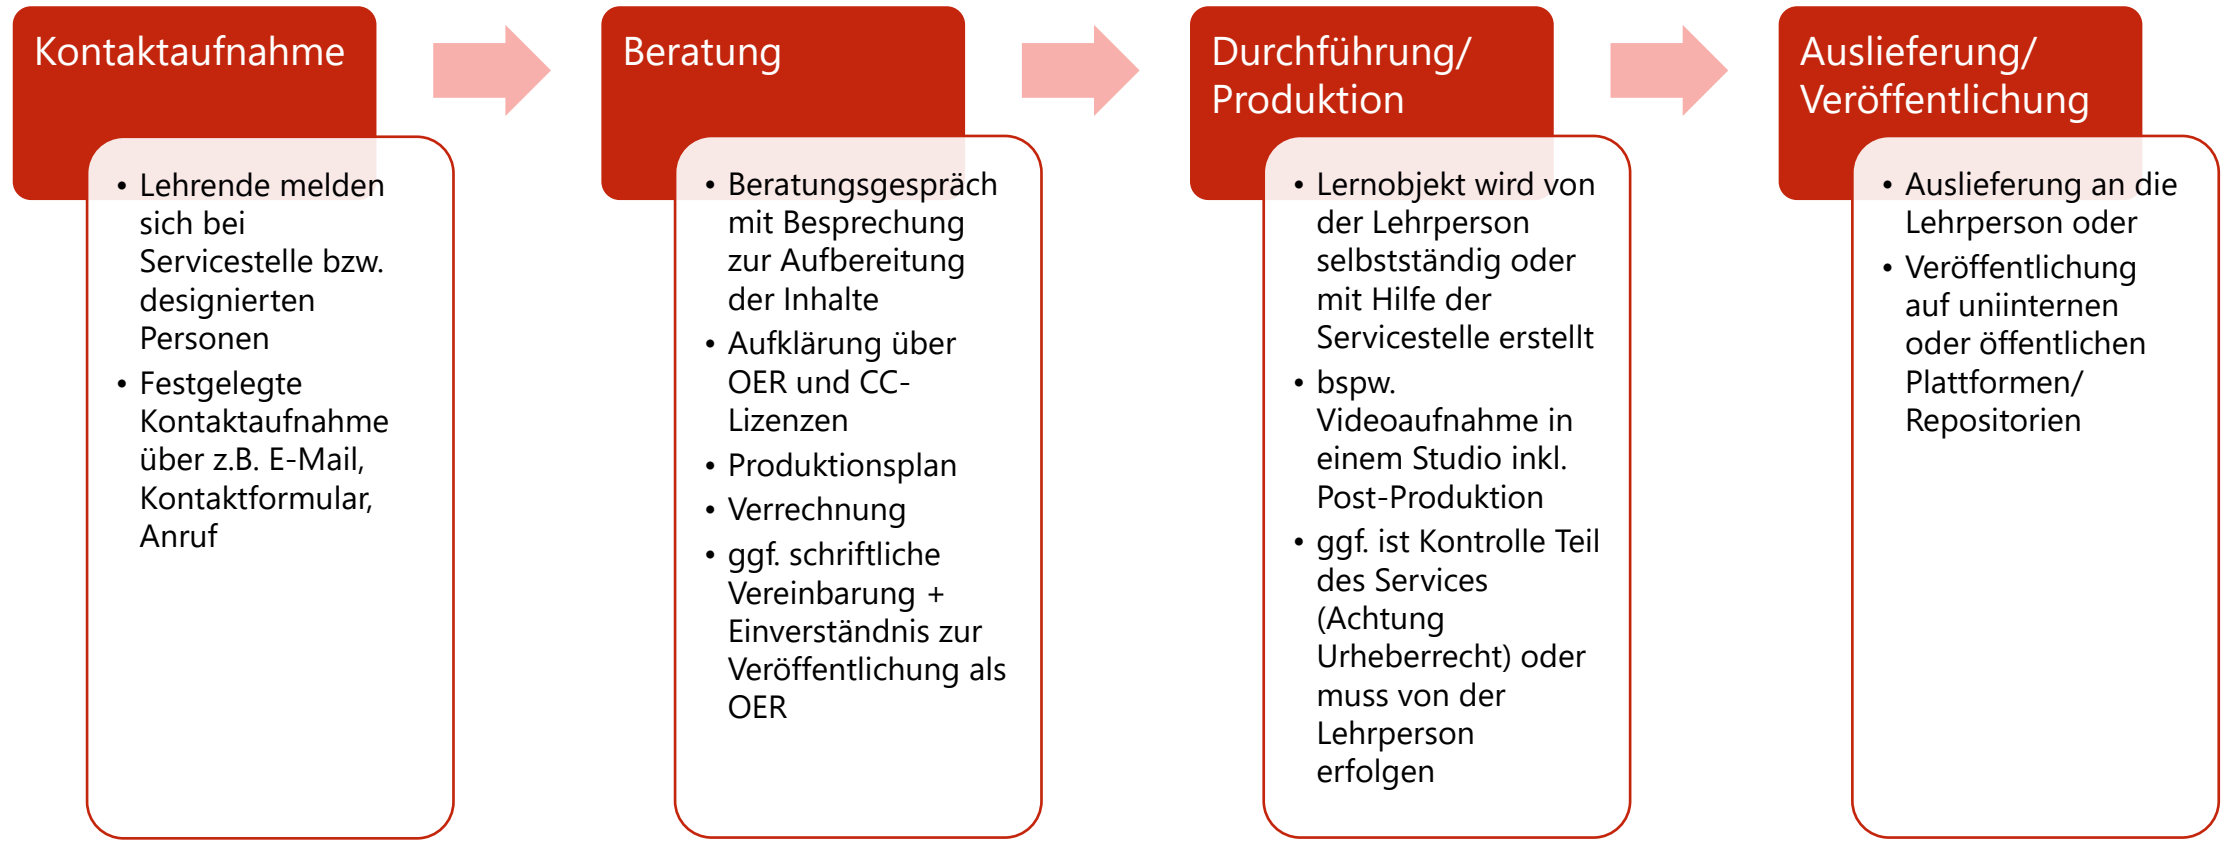 Kontaktaufnahme
• Lehrende melden
sich bei
Servicestelle bzw.
designierten
Personen
• Festgelegte
Kontaktaufnahme
über z.B. E-Mail,
Kontaktformular,
Anruf
Beratung
• Beratungsgespräch
mit Besprechung
zur Aufbereitung
der Inhalte
• Aufklärung über
OER und CC-
Lizenzen
• Produktionsplan
• Verrechnung
• ggf. schriftliche
Vereinbarung +
Einverständnis zur
Veröffentlichung als
OER
Durchführung/
Produktion
• Lernobjekt wird von
der Lehrperson
selbstständig oder
mit Hilfe der
Servicestelle erstellt
• bspw.
Videoaufnahme in
einem Studio inkl.
Post-Produktion
• ggf. ist Kontrolle Teil
des Services
(Achtung
Urheberrecht) oder
muss von der
Lehrperson
erfolgen
Auslieferung/
Veröffentlichung
• Auslieferung an die
Lehrperson oder
• Veröffentlichung
auf uniinternen
oder öffentlichen
Plattformen/
Repositorien